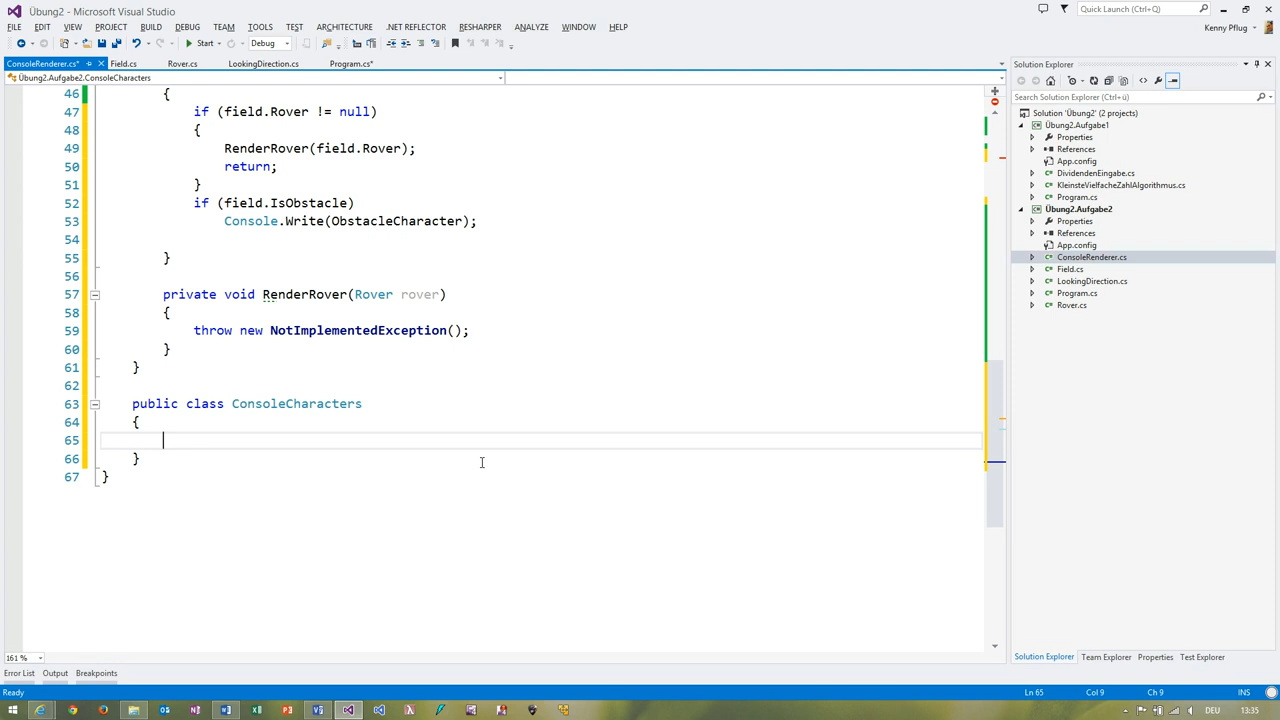 Übung2 - Microsoft Visual Studio
Quick Launch (Ctrl+Q)
FILE EDIT VIEW PROJECT BUILD DEBUG TEAM TOOLS TEST ARCHITECTURE .NET REFLECTOR RESHARPER ANALYZE WINDOW HELP
Kenny Pflug
Start Debug
ConsoleRenderer.cs* Field.cs Rover.cs LookingDirection.cs Program.cs*
Übung2.Aufgabe2.ConsoleCharacters
46 {
47 if (field.Rover != null)
48 {
49 RenderRover(field.Rover);
50 return;
51 }
52 if (field.IsObstacle)
53 Console.Write(ObstacleCharacter);
54
55 }
56
57 private void RenderRover(Rover rover)
58 {
59 throw new NotImplementedException();
60 }
61 }
62
63 public class ConsoleCharacters
64 {
65
66 }
67 }
161 %
Solution Explorer
Search Solution Explorer (Ctrl+ü)
Solution 'Übung2' (2 projects)
Übung2.Aufgabe1
Properties
References
App.config
DividendenEingabe.cs
KleinsteVielfacheZahlAlgorithmus.cs
Program.cs
Übung2.Aufgabe2
Properties
References
App.config
ConsoleRenderer.cs
Field.cs
LookingDirection.cs
Program.cs
Rover.cs
Solution Explorer Team Explorer Properties Test Explorer
Error List Output Breakpoints
Ready Ln 65 Col 9 Ch 9 INS
DEU 13:35